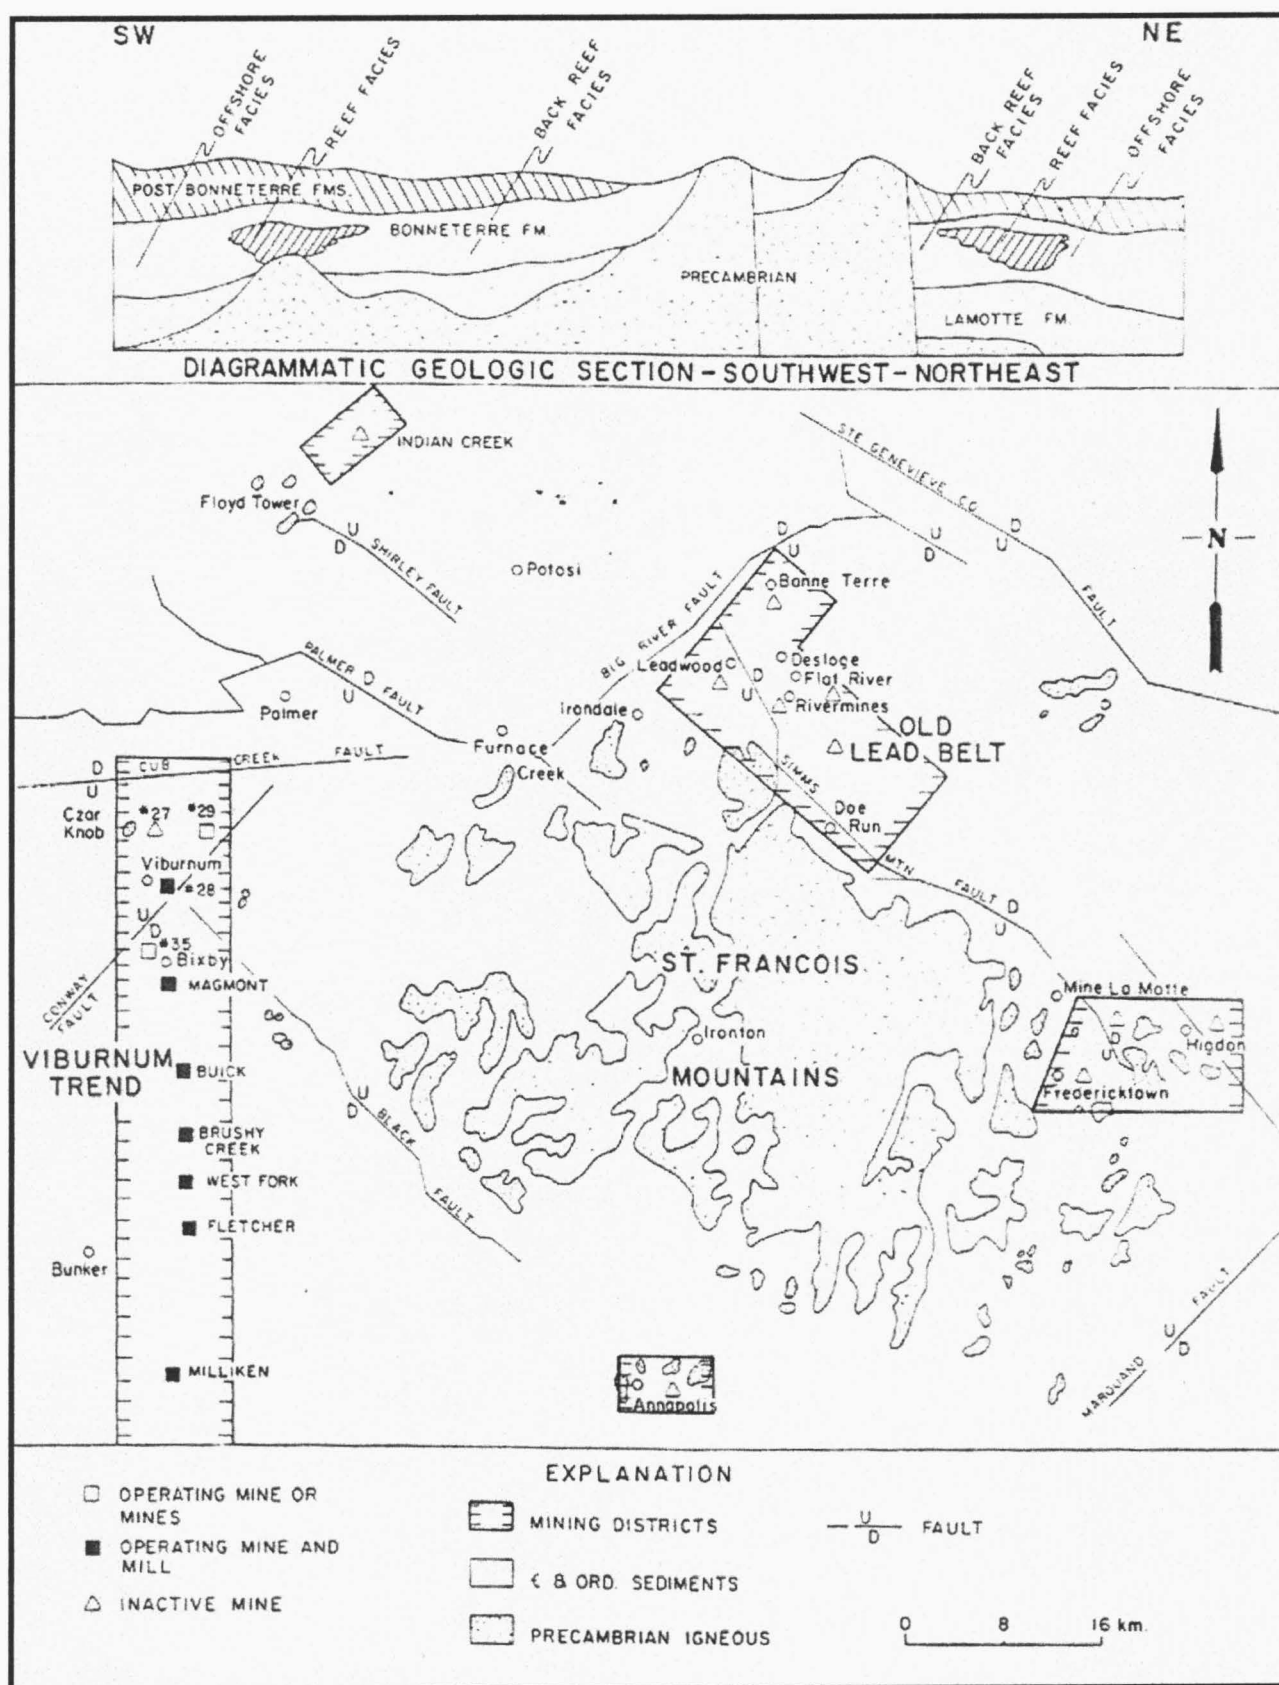 SW
NE
OFFSHORE
FACIES
REEF FACIES
BACK REEF
FACIES
BACK REEF
FACIES
REEF FACIES
OFFSHORE
FACIES
POST BONNETERRE FMS.
BONNETERRE FM.
PRECAMBRIAN
LAMOTTE FM.
DIAGRAMMATIC GEOLOGIC SECTION-SOUTHWEST-NORTHEAST
INDIAN CREEK
Floyd Tower
U
D
SHIRLEY FAULT
Potosi
STE GENEVIEVE CO.
FAULT
D
U
U
D
D
U
N
BIG RIVER FAULT
Bonne Terre
Leadwood
Desloge
Flat River
Rivermines
D
U
Irondale
OLD
LEAD BELT
PALMER FAULT
D
U
Palmer
Furnace
Creek
CUB CREEK FAULT
D
U
Czar
Knob
#27
#29
Viburnum
#28
U
D
#35
Bixby
MAGMONT
CONWAY
FAULT
VIBURNUM
TREND
BUICK
BRUSHY
CREEK
WEST FORK
FLETCHER
Bunker
MILLIKEN
U
D
BLACK
FAULT
SIMMS
MTN
FAULT
D
U
Doe
Run
ST. FRANCOIS
MOUNTAINS
Ironton
Mine La Motte
Higdon
Fredericktown
Annapolis
MARQUAND
FAULT
U
D
EXPLANATION
OPERATING MINE OR
MINES
OPERATING MINE AND
MILL
INACTIVE MINE
MINING DISTRICTS
€ & ORD. SEDIMENTS
PRECAMBRIAN IGNEOUS
U
D
FAULT
0 8 16 km.